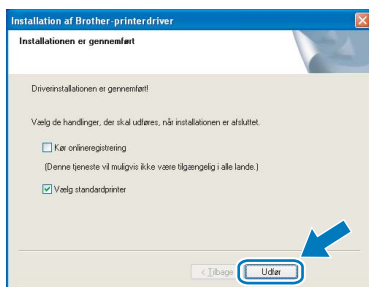 Installation af Brother-printerdriver
Installationen er gennemført
Driverinstallationen er gennemført!
Vælg de handlinger, der skal udføres, når installationen er afsluttet.
Kør onlineregistrering
(Denne tjeneste vil muligvis ikke være tilgængelig i alle lande.)
Vælg standardprinter
< Tilbage
Udfør